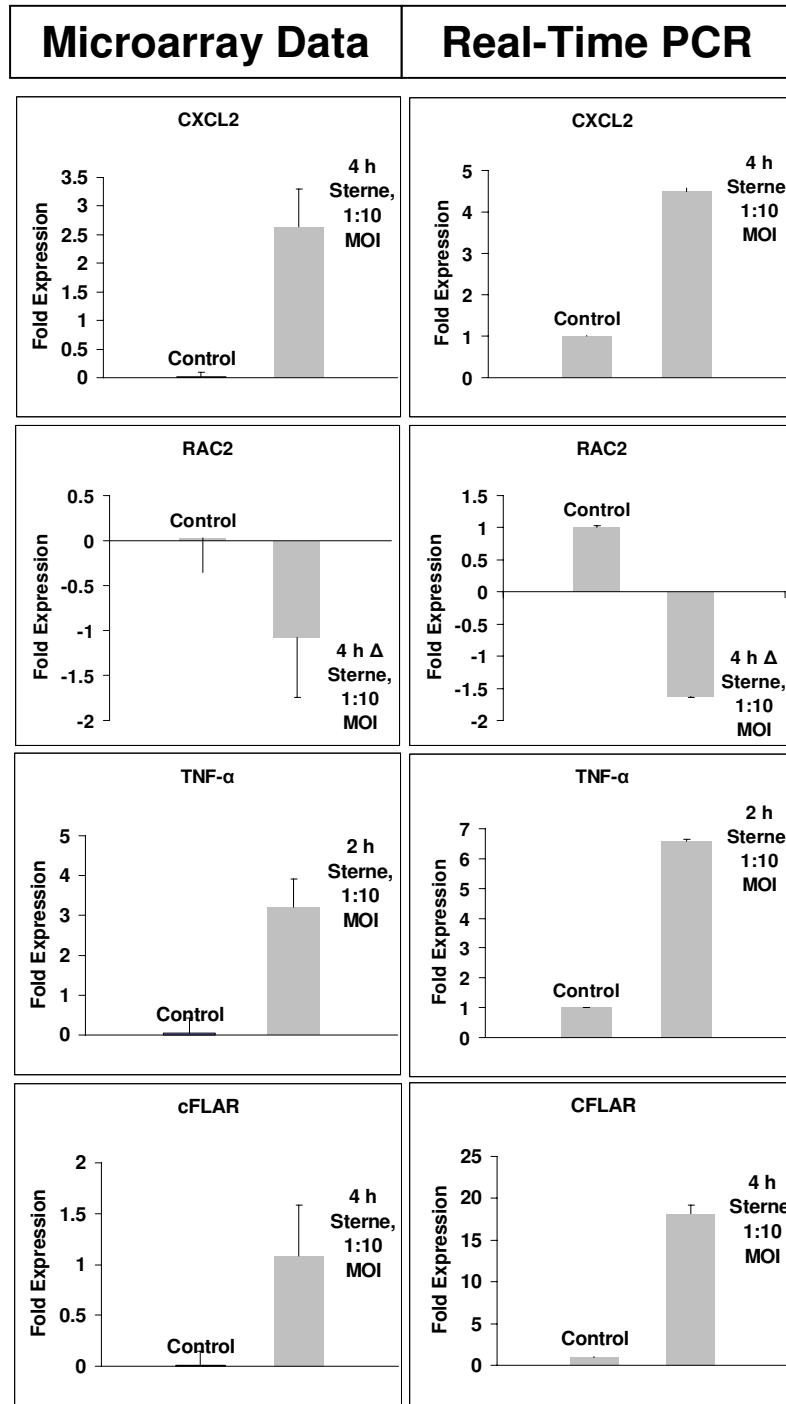 Microarray Data
Real-Time PCR
CXCL2
Fold Expression
3.5
3
2.5
2
1.5
1
0.5
0
Control
4 h
Sterne,
1:10
MOI
CXCL2
Fold Expression
5
4
3
2
1
0
Control
4 h
Sterne,
1:10
MOI
RAC2
Fold Expression
0.5
0
-0.5
-1
-1.5
-2
Control
4 h Δ
Sterne,
1:10
MOI
RAC2
Fold Expression
1.5
1
0.5
0
-0.5
-1
-1.5
-2
Control
4 h Δ
Sterne,
1:10
MOI
TNF-α
Fold Expression
5
4
3
2
1
0
Control
2 h
Sterne,
1:10
MOI
TNF-α
Fold Expression
7
6
5
4
3
2
1
0
Control
2 h
Sterne,
1:10
MOI
cFLAR
Fold Expression
2
1.5
1
0.5
0
Control
4 h
Sterne,
1:10
MOI
CFLAR
Fold Expression
25
20
15
10
5
0
Control
4 h
Sterne,
1:10
MOI